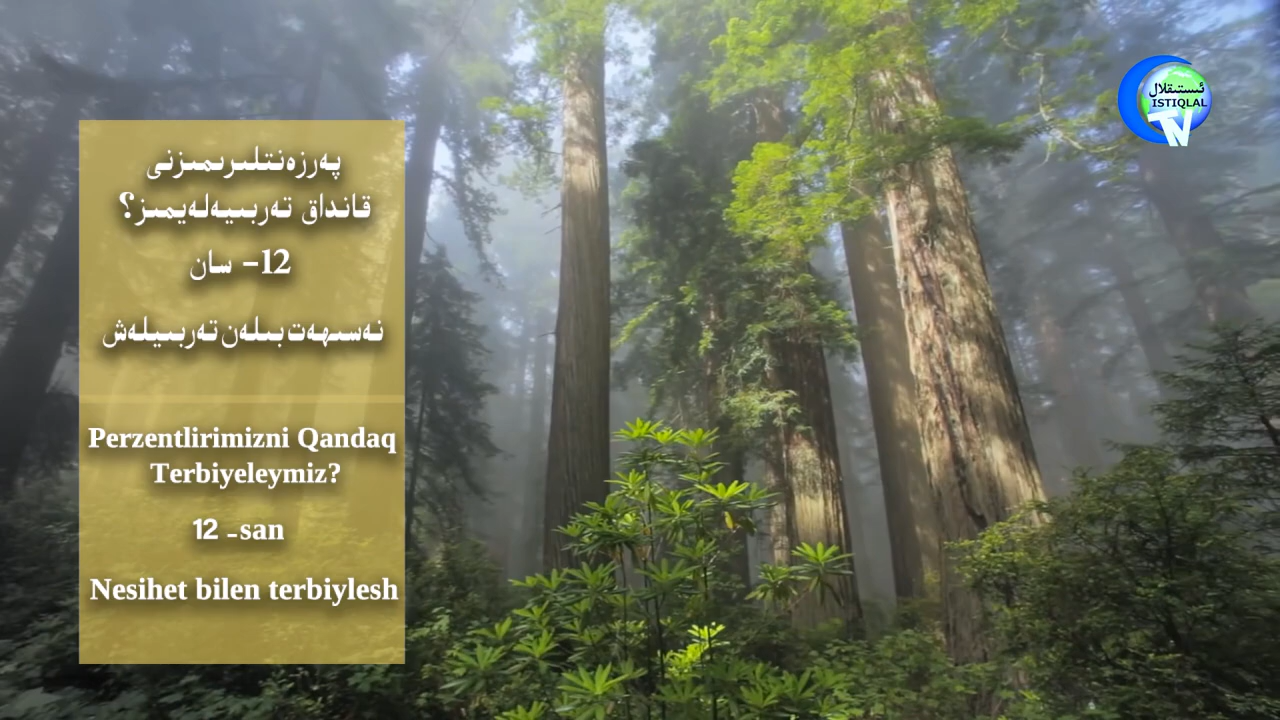 پەرزەنتلىرىمىزنى
قانداق تەربىيەلەيمىز؟
12- سان
نەسىھەت بىلەن تەربىيلەش
Perzentlirimizni Qandaq
Terbiyeleymiz?
12 -san
Nesihet bilen terbiylesh
ئىستىقلال
ISTIQLAL
TV